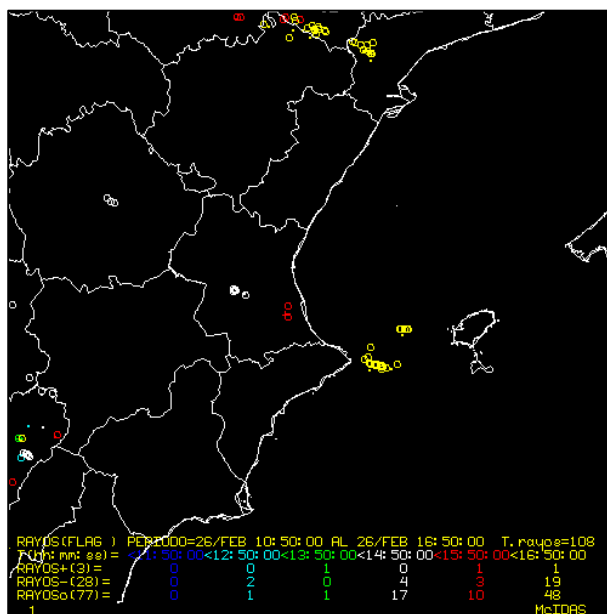 RAYOS(FLAG ) PERIODO=26/FEB 10:50:00 AL 26/FEB 16:50:00 T.rayos=108
T(hh:mm:ss)= <11:50:00<12:50:00<13:50:00<14:50:00<15:50:00<16:50:00
RAYOS+(3)= 0 0 1 0 1 1
RAYOS-(28)= 0 2 0 4 3 19
RAYOSo(77)= 0 1 1 17 10 48
1 McIDAS